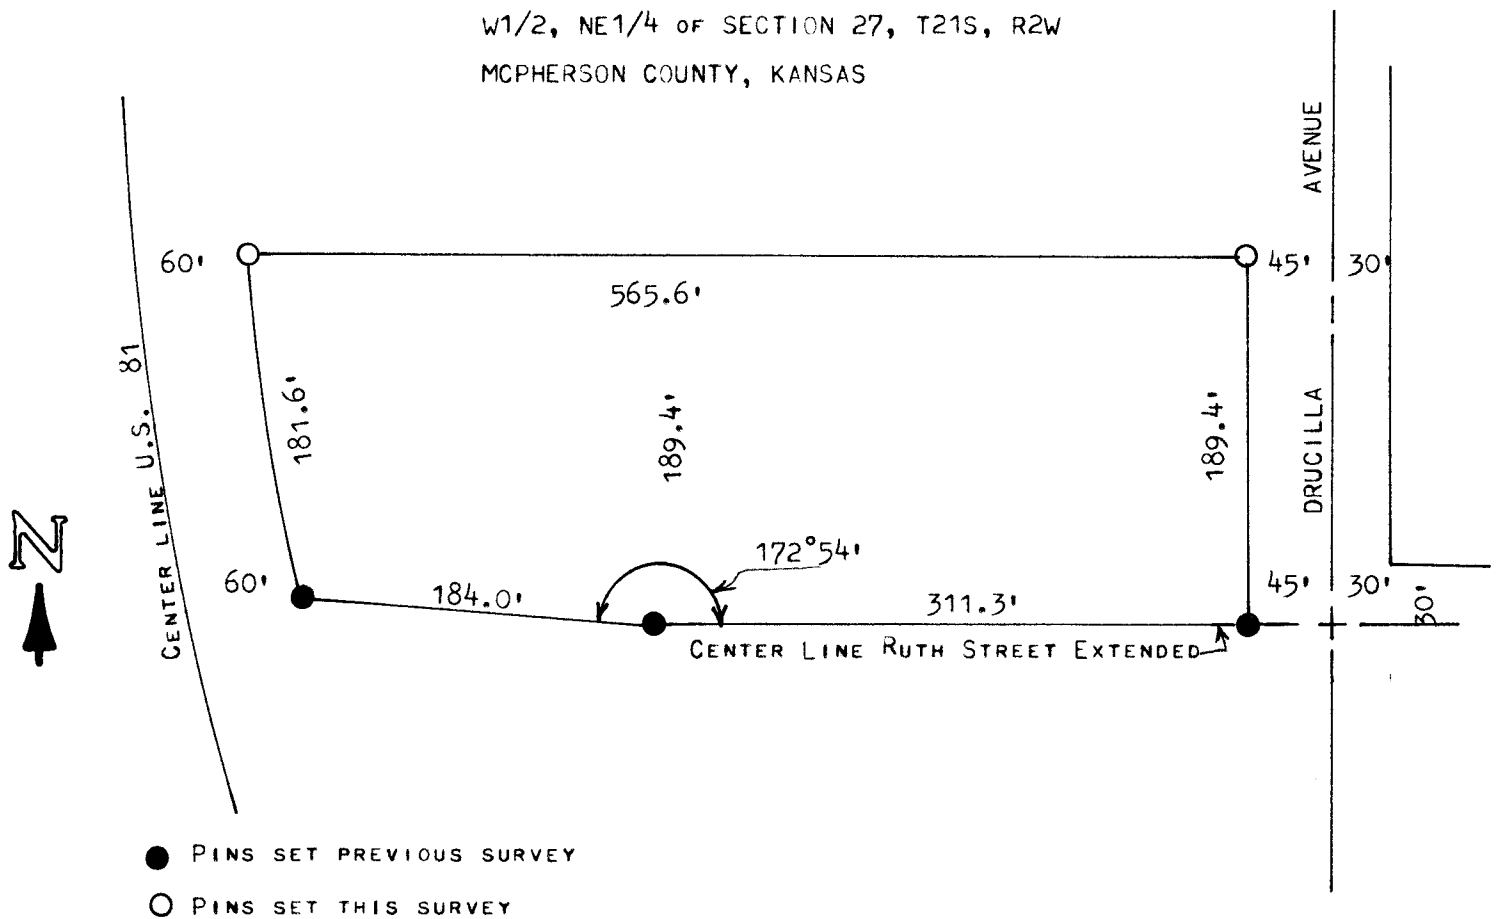 W1/2, NE1/4 OF SECTION 27, T21S, R2W
MCPHERSON COUNTY, KANSAS
AVENUE
60'
45'
30'
565.6'
CENTER LINE U.S. 81
181.6'
189.4'
189.4'
DRUCILLA
N
172°54'
60'
184.0'
311.3'
45'
30'
30'
CENTER LINE RUTH STREET EXTENDED
PINS SET PREVIOUS SURVEY
PINS SET THIS SURVEY